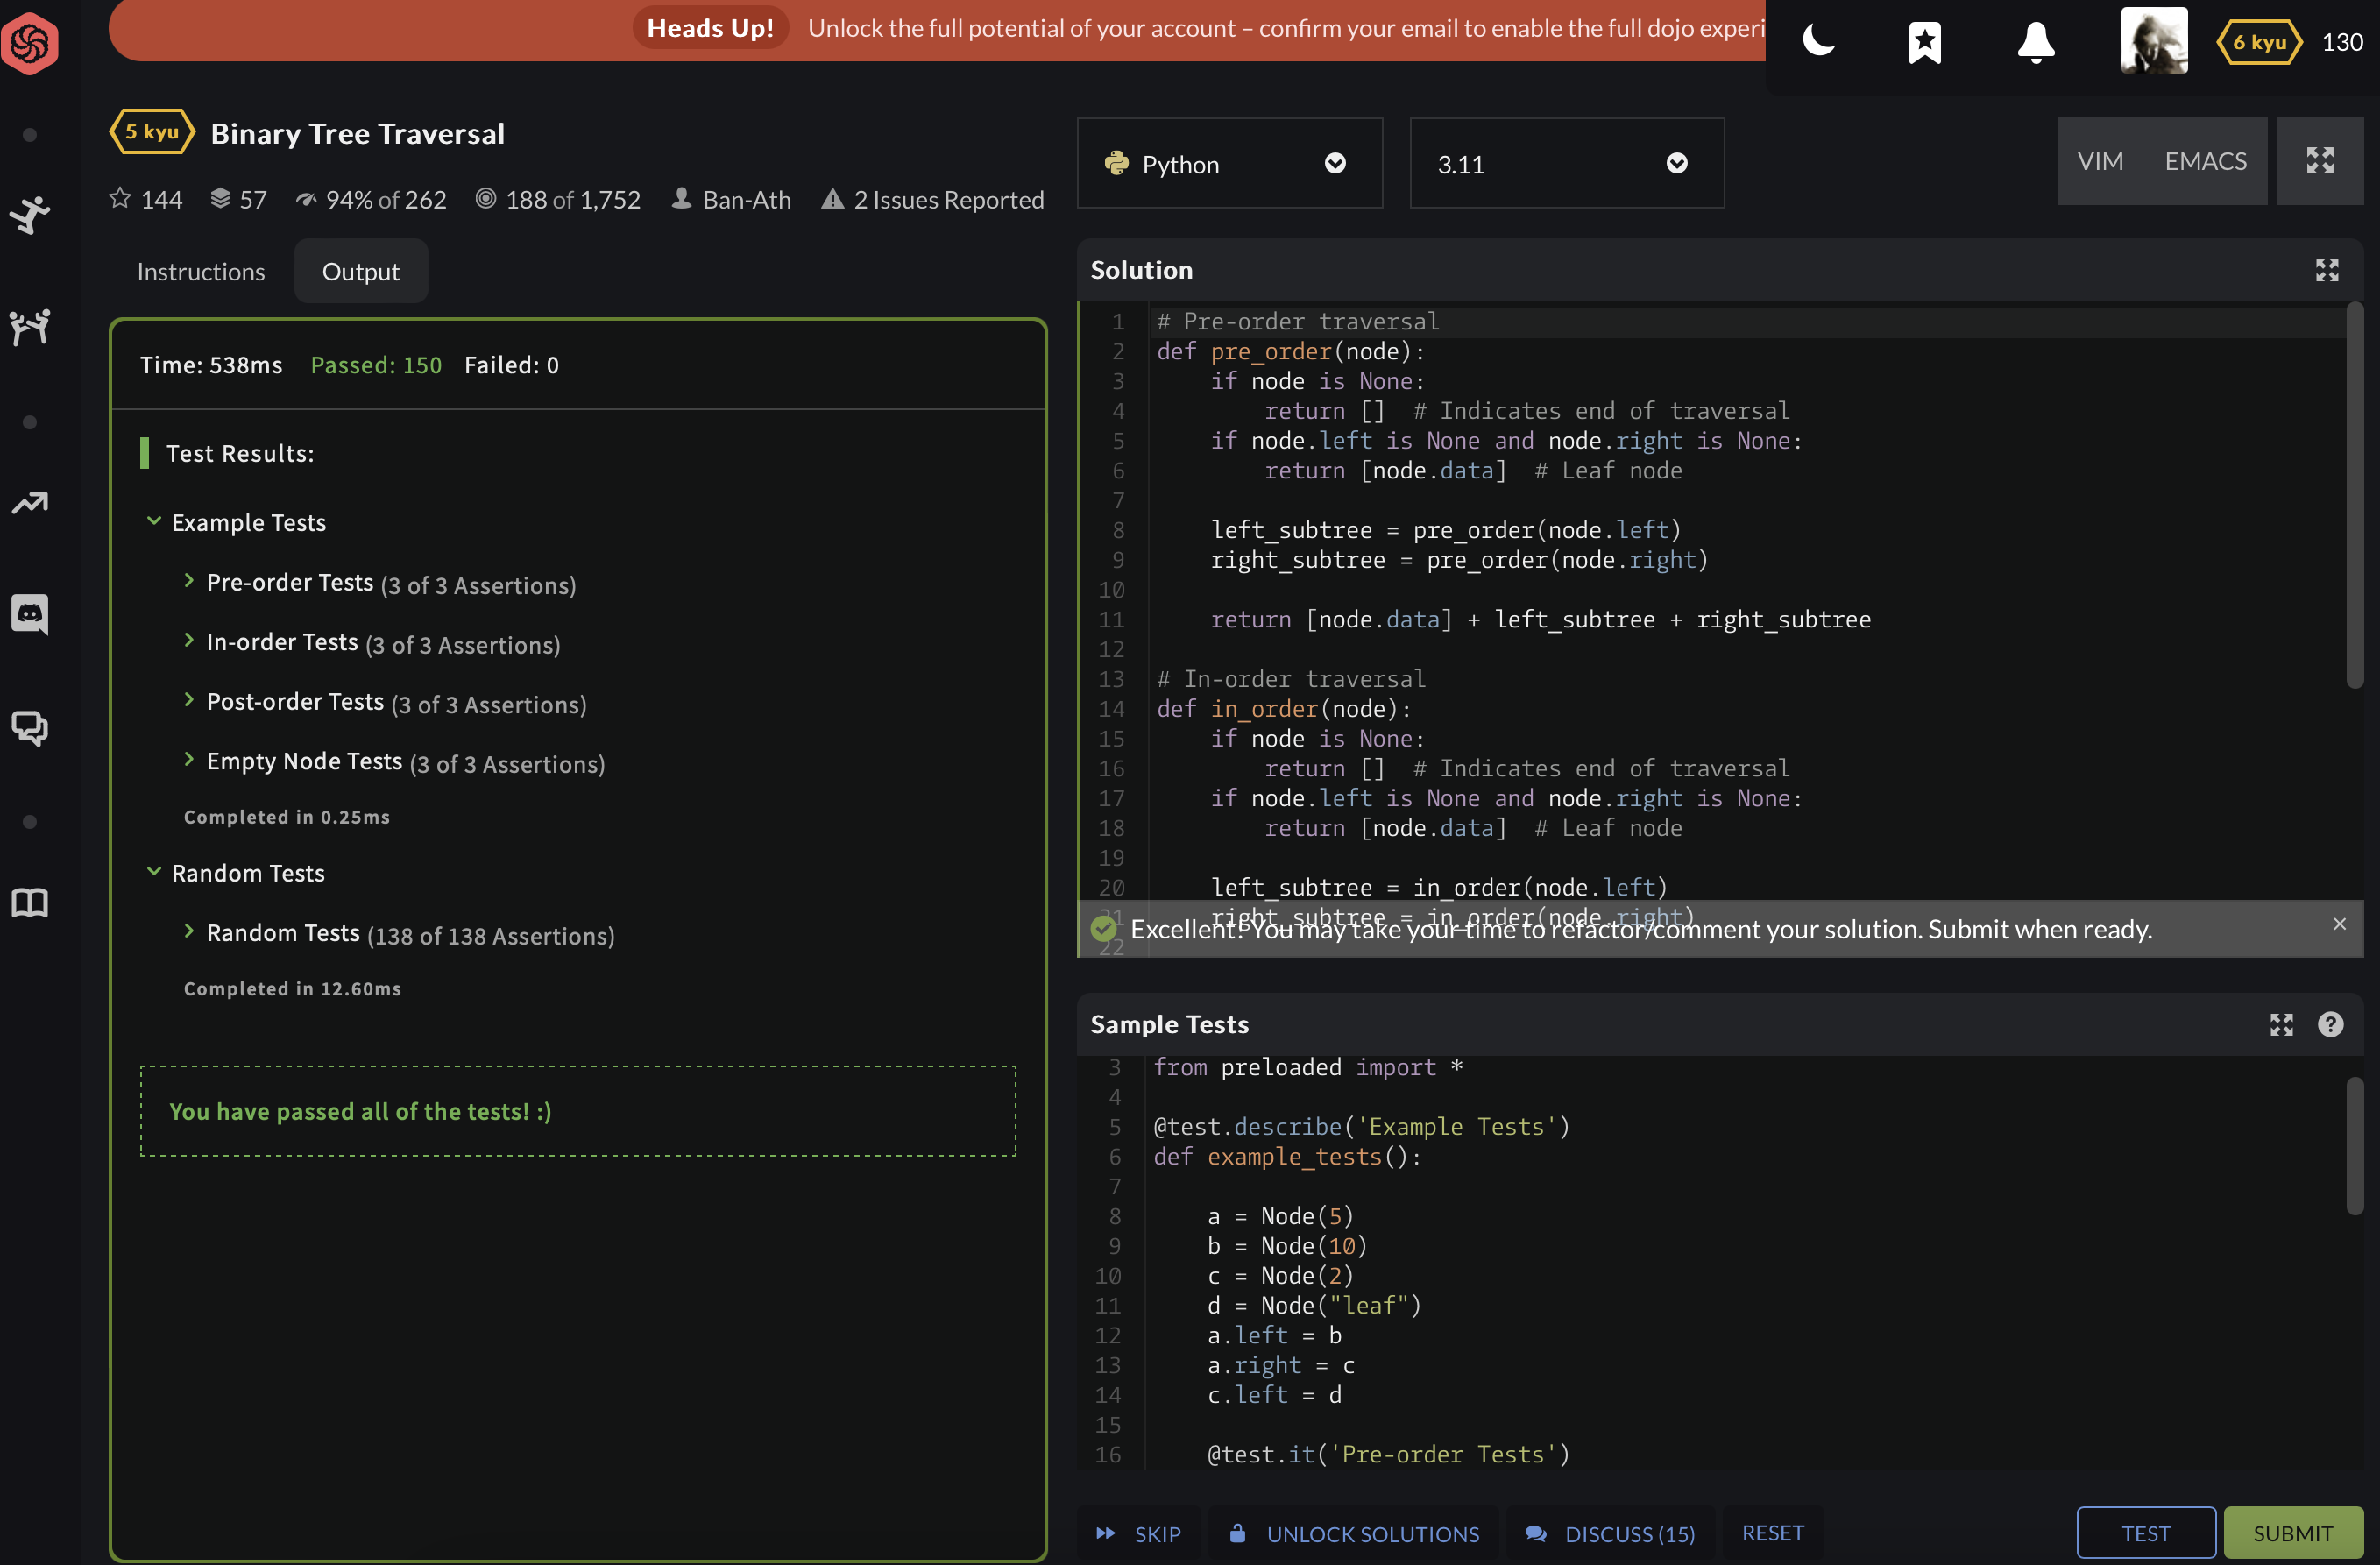 Heads Up! Unlock the full potential of your account – confirm your email to enable the full dojo experi
6 kyu 130
5 kyu Binary Tree Traversal
144 57 94% of 262 188 of 1,752 Ban-Ath 2 Issues Reported
Instructions Output
Time: 538ms Passed: 150 Failed: 0
Test Results:
Example Tests
Pre-order Tests (3 of 3 Assertions)
In-order Tests (3 of 3 Assertions)
Post-order Tests (3 of 3 Assertions)
Empty Node Tests (3 of 3 Assertions)
Completed in 0.25ms
Random Tests
Random Tests (138 of 138 Assertions)
Completed in 12.60ms
You have passed all of the tests! :)
Python 3.11 VIM EMACS
Solution
1 # Pre-order traversal
2 def pre_order(node):
3     if node is None:
4         return []  # Indicates end of traversal
5     if node.left is None and node.right is None:
6         return [node.data]  # Leaf node
7
8     left_subtree = pre_order(node.left)
9     right_subtree = pre_order(node.right)
10
11     return [node.data] + left_subtree + right_subtree
12
13 # In-order traversal
14 def in_order(node):
15     if node is None:
16         return []  # Indicates end of traversal
17     if node.left is None and node.right is None:
18         return [node.data]  # Leaf node
19
20     left_subtree = in_order(node.left)
21     right_subtree = in_order(node.right)
22
Excellent! You may take your time to refactor/comment your solution. Submit when ready.
Sample Tests
3 from preloaded import *
4
5 @test.describe('Example Tests')
6 def example_tests():
7
8     a = Node(5)
9     b = Node(10)
10     c = Node(2)
11     d = Node("leaf")
12     a.left = b
13     a.right = c
14     c.left = d
15
16     @test.it('Pre-order Tests')
SKIP UNLOCK SOLUTIONS DISCUSS (15) RESET TEST SUBMIT